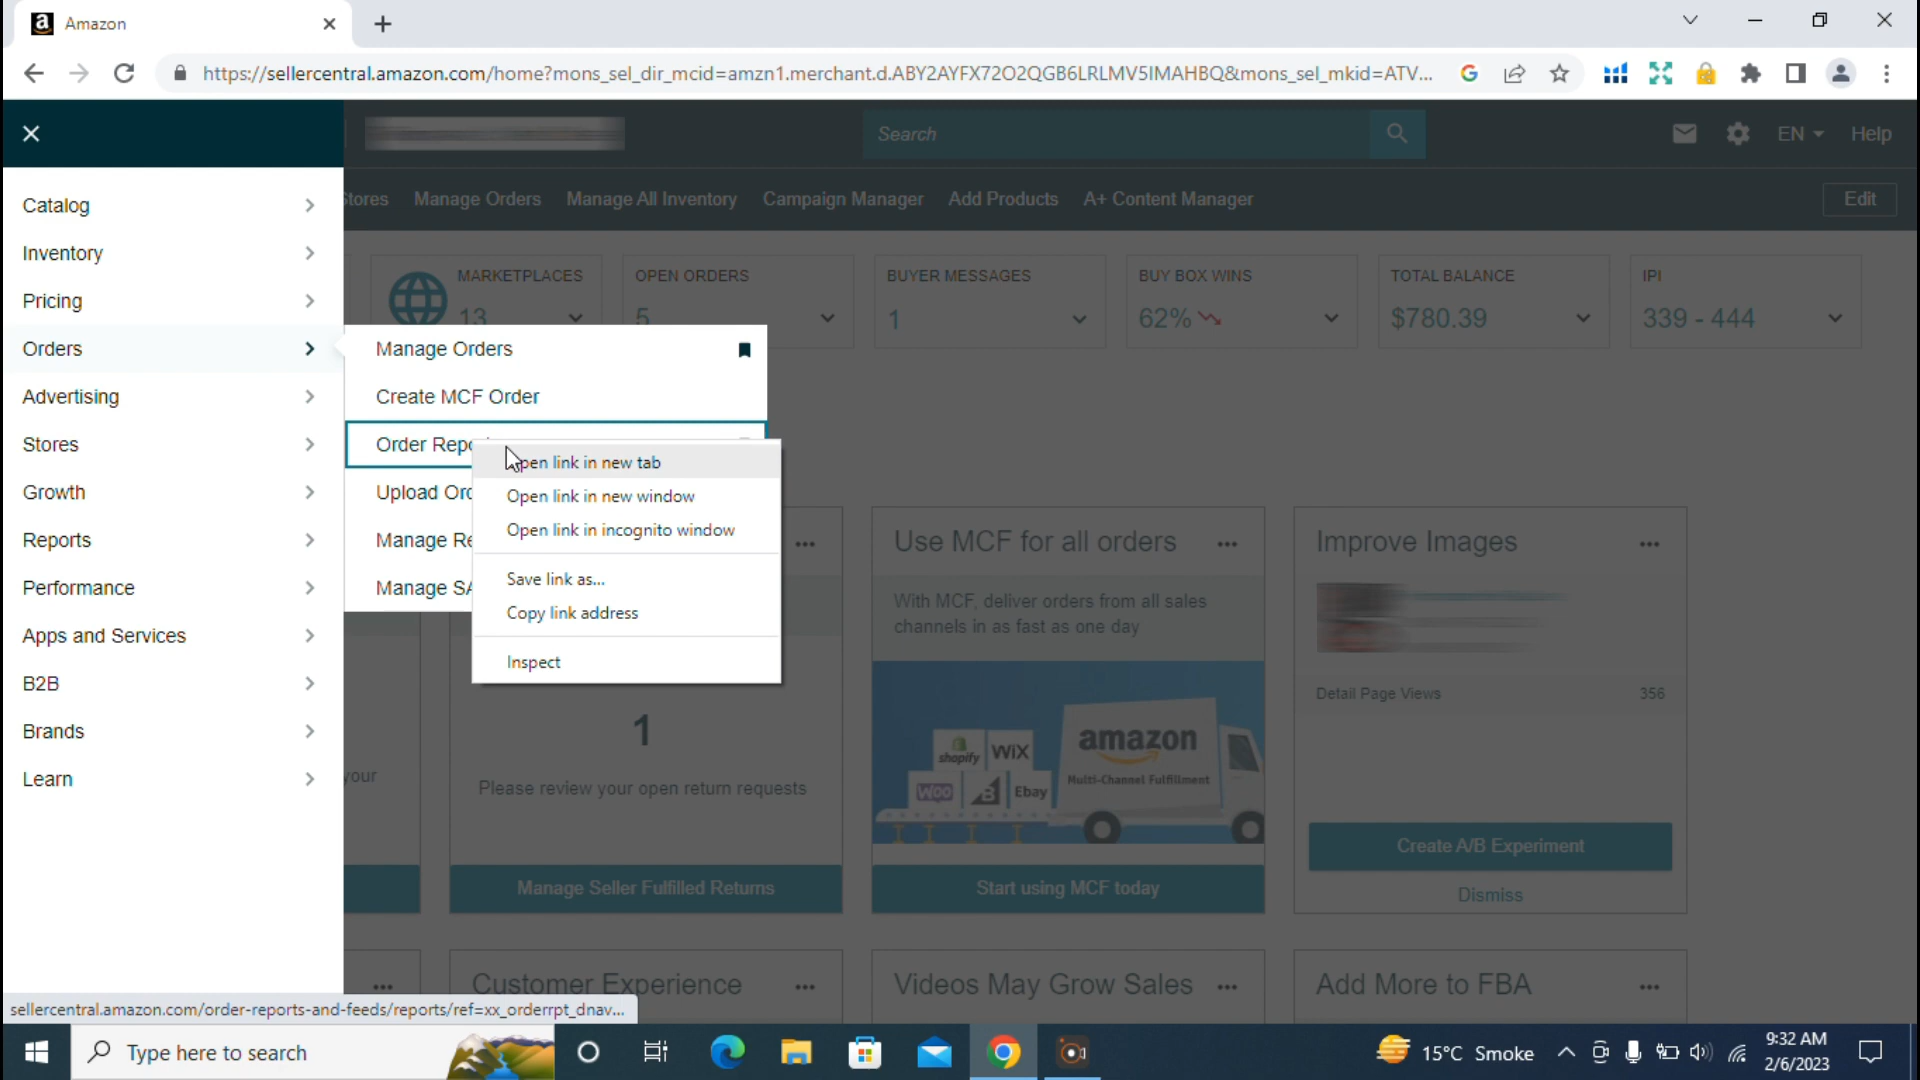 Amazon
https://sellercentral.amazon.com/home?mons_sel_dir_mcid=amzn1.merchant.d.ABY2AYFX72O2QGB6LRLMV5IMAHBQ&mons_sel_mkid=ATV...
Search
EN
Help
Stores Manage Orders Manage All Inventory Campaign Manager Add Products A+ Content Manager
Edit
Catalog
Inventory
Pricing
Orders
Advertising
Stores
Growth
Reports
Performance
Apps and Services
B2B
Brands
Learn
MARKETPLACES
13
OPEN ORDERS
5
BUYER MESSAGES
1
BUY BOX WINS
62%
TOTAL BALANCE
$780.39
IPI
339 - 444
Manage Orders
Create MCF Order
Order Repo
Upload Orc
Manage Re
Manage SA
Open link in new tab
Open link in new window
Open link in incognito window
Save link as...
Copy link address
Inspect
your
1
Please review your open return requests
Manage Seller Fulfilled Returns
Use MCF for all orders
With MCF, deliver orders from all sales
channels in as fast as one day
shopify WiX
WOO Ebay
amazon
Multi-Channel Fulfillment
Start using MCF today
Improve Images
Detail Page Views 356
Create A/B Experiment
Dismiss
Customer Experience
Videos May Grow Sales
Add More to FBA
sellercentral.amazon.com/order-reports-and-feeds/reports/ref=xx_orderrpt_dnav...
Type here to search
15°C Smoke
9:32 AM
2/6/2023